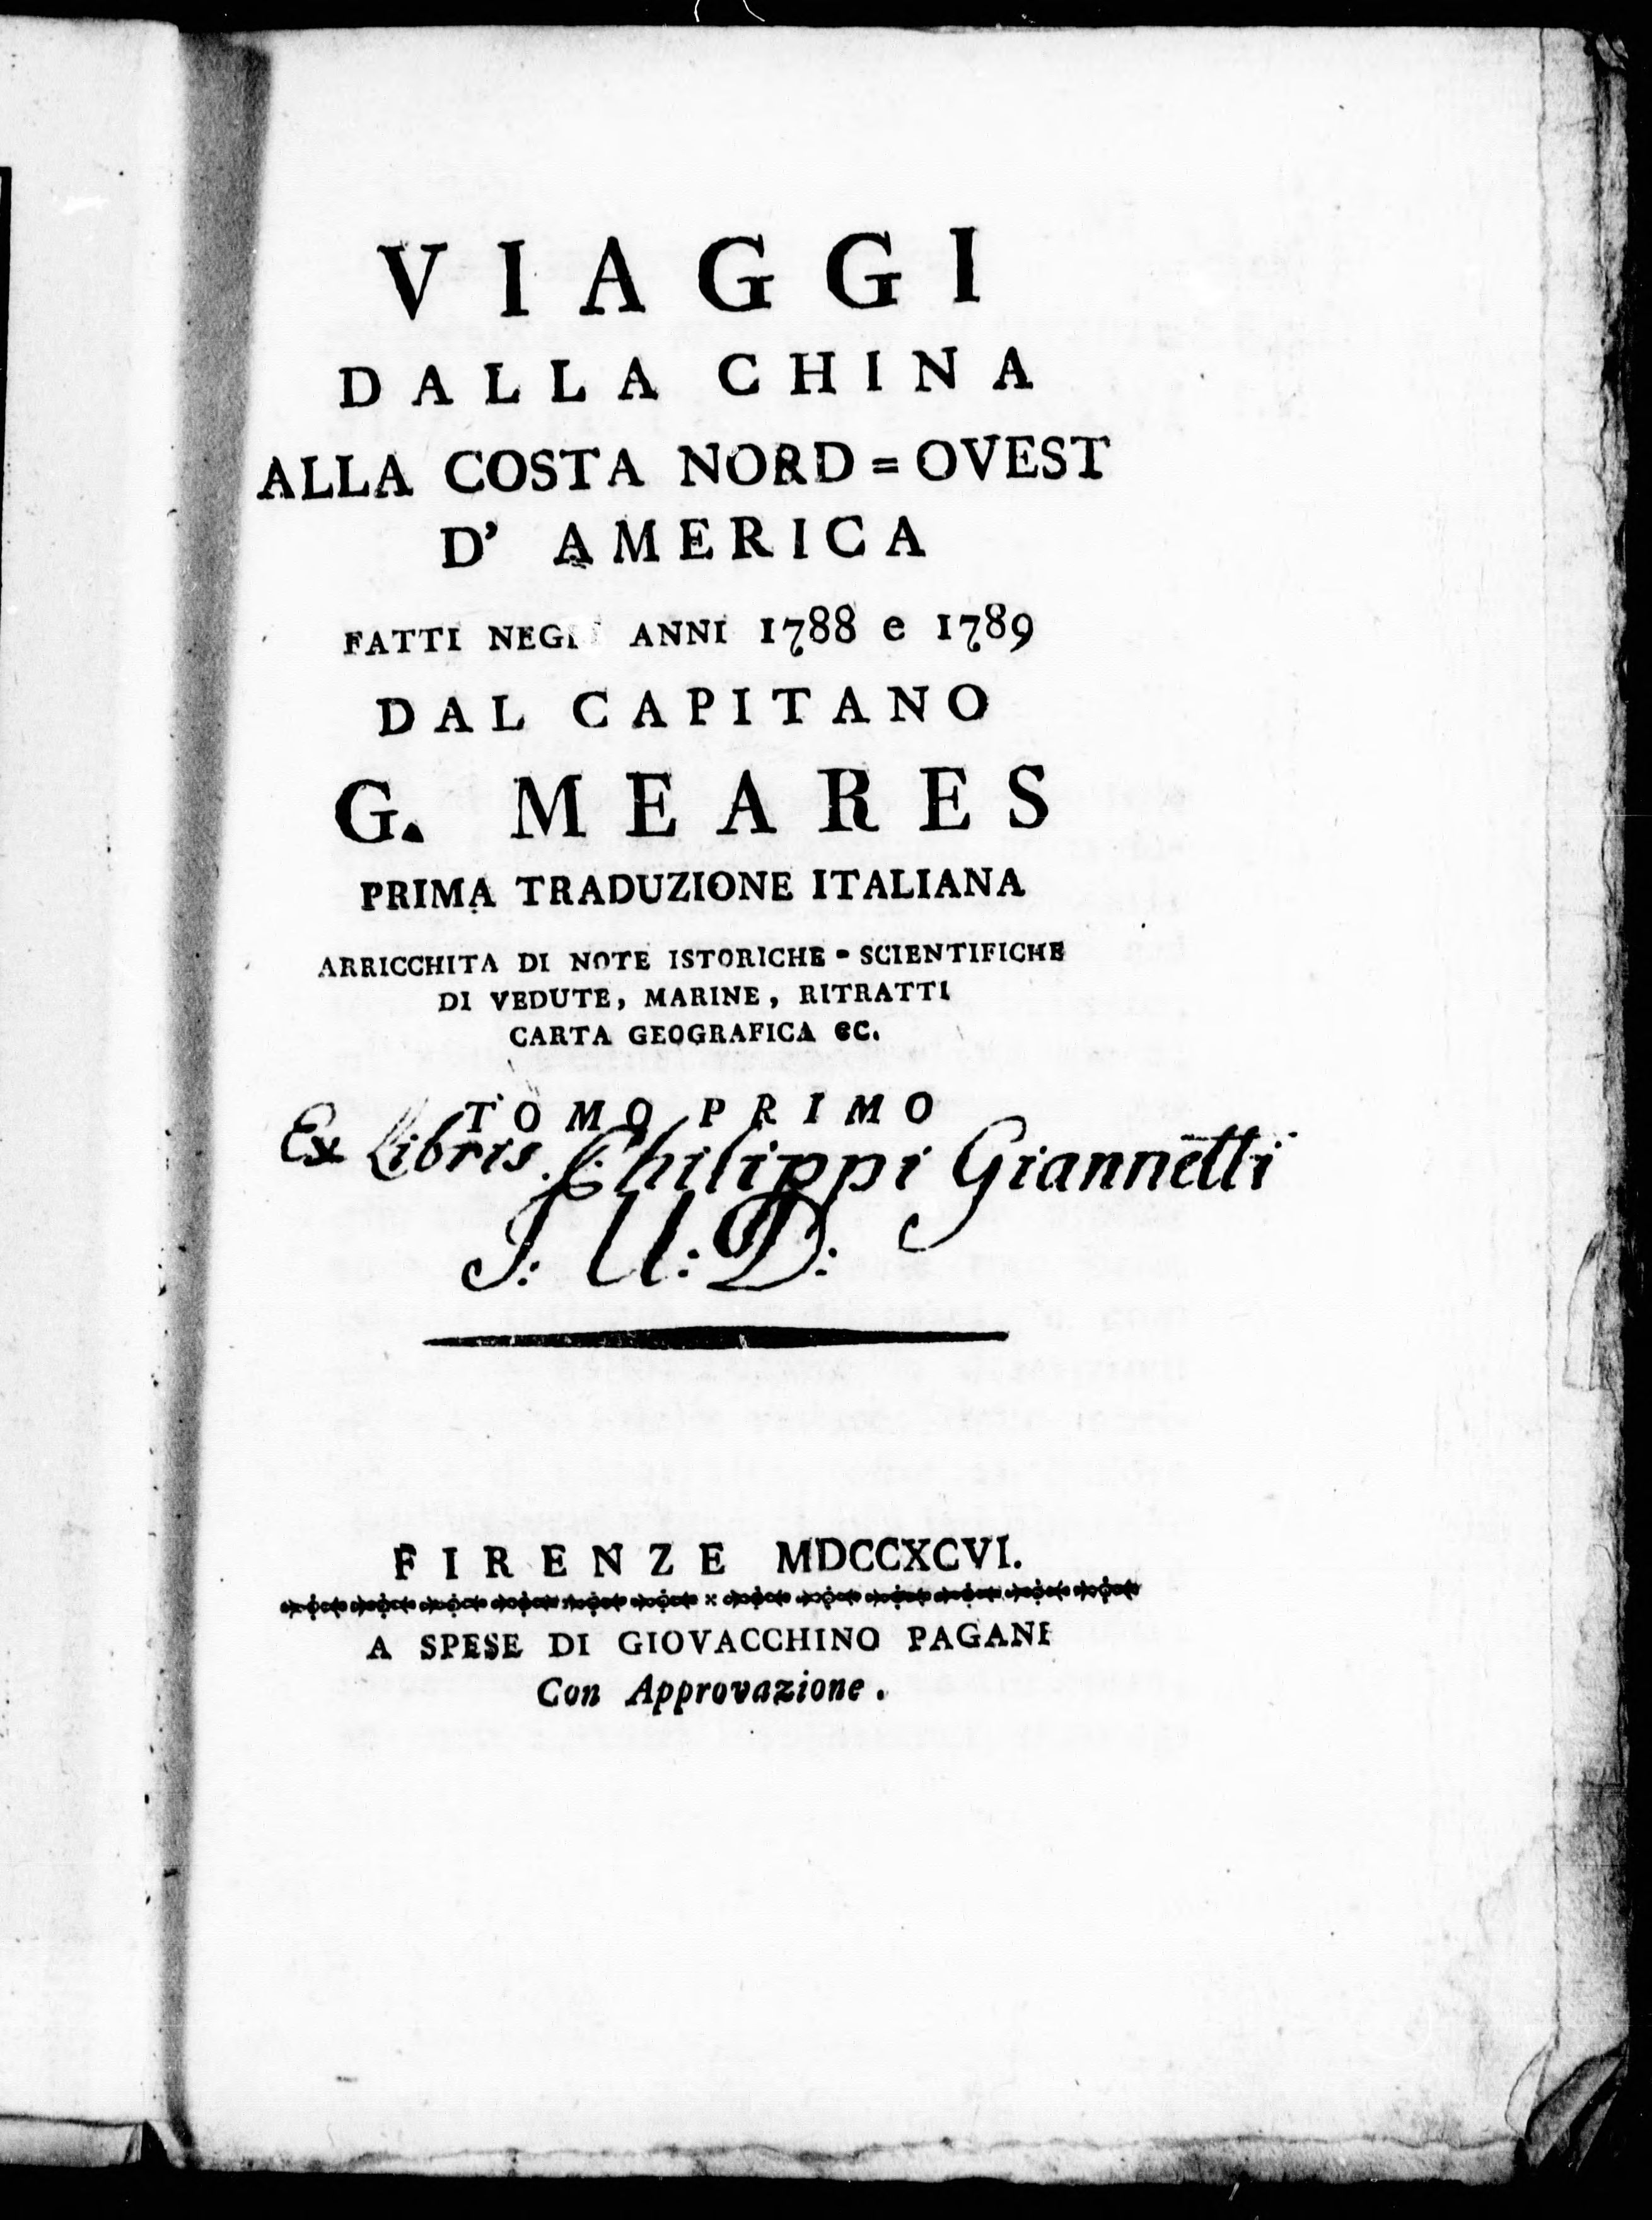 VIAGGI
DALLA CHINA
ALLA COSTA NORD=OVEST
D' AMERICA
FATTI NEGLI ANNI 1788 e 1789
DAL CAPITANO
G. MEARES
PRIMA TRADUZIONE ITALIANA
ARRICCHITA DI NOTE ISTORICHE - SCIENTIFICHE
DI VEDUTE, MARINE, RITRATTI
CARTA GEOGRAFICA ec.
TOMO PRIMO
Ex Libris Philippi Giannetti
J: U: D:
FIRENZE MDCCXCVI.
A SPESE DI GIOVACCHINO PAGANI
Con Approvazione.